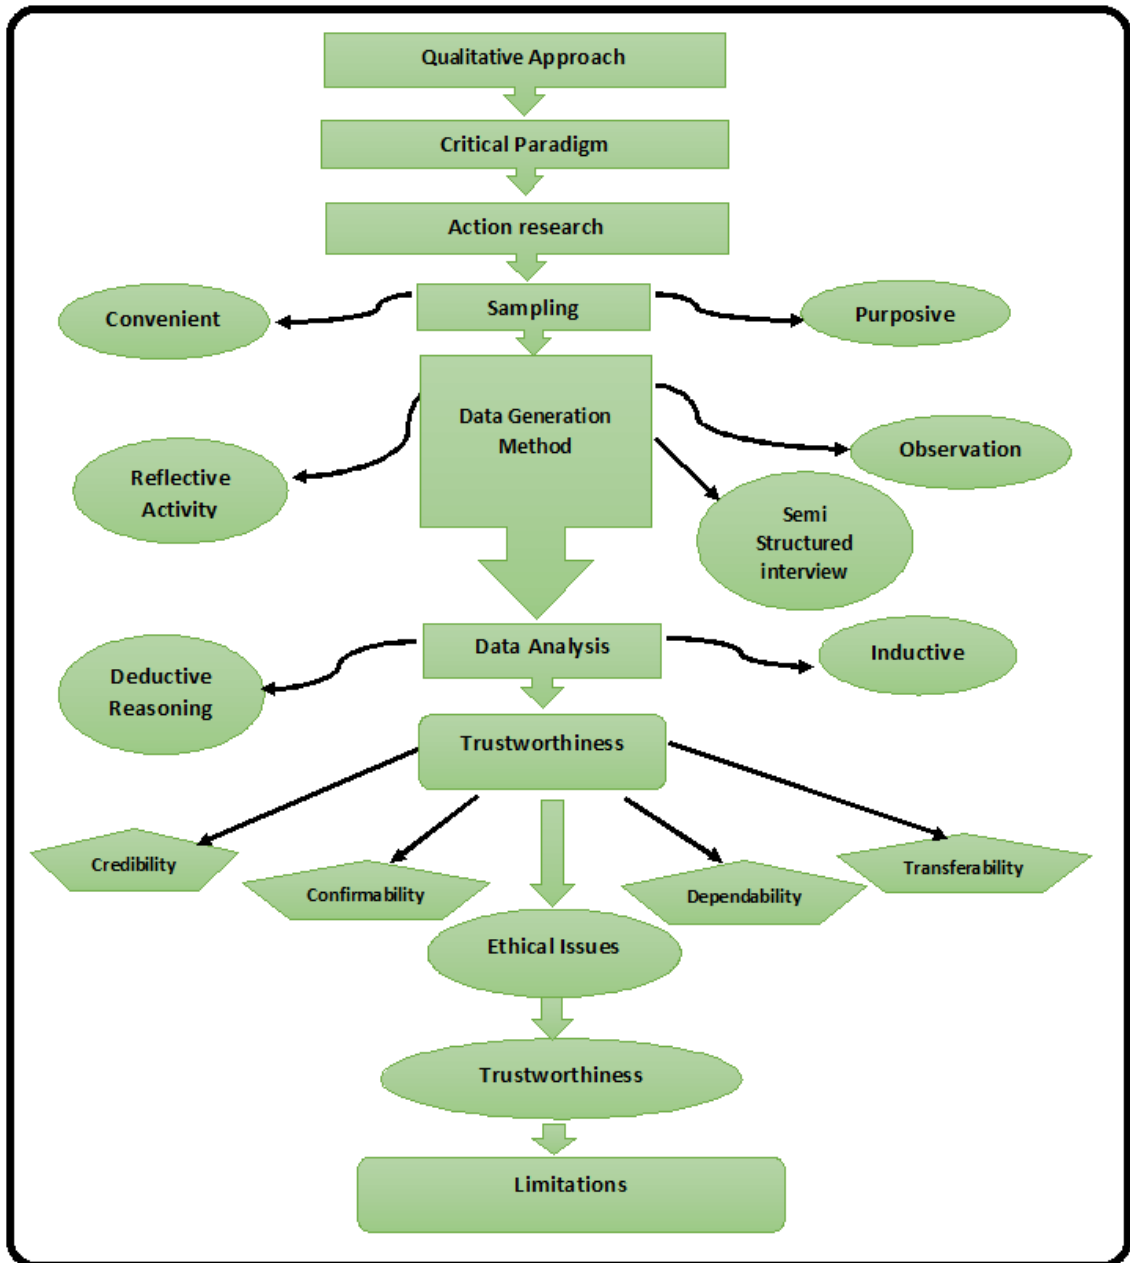 Qualitative Approach
Critical Paradigm
Action research
Sampling
Convenient
Purposive
Data Generation
Method
Observation
Reflective
Activity
Semi
Structured
interview
Data Analysis
Inductive
Deductive
Reasoning
Trustworthiness
Credibility
Confirmability
Dependability
Transferability
Ethical Issues
Trustworthiness
Limitations